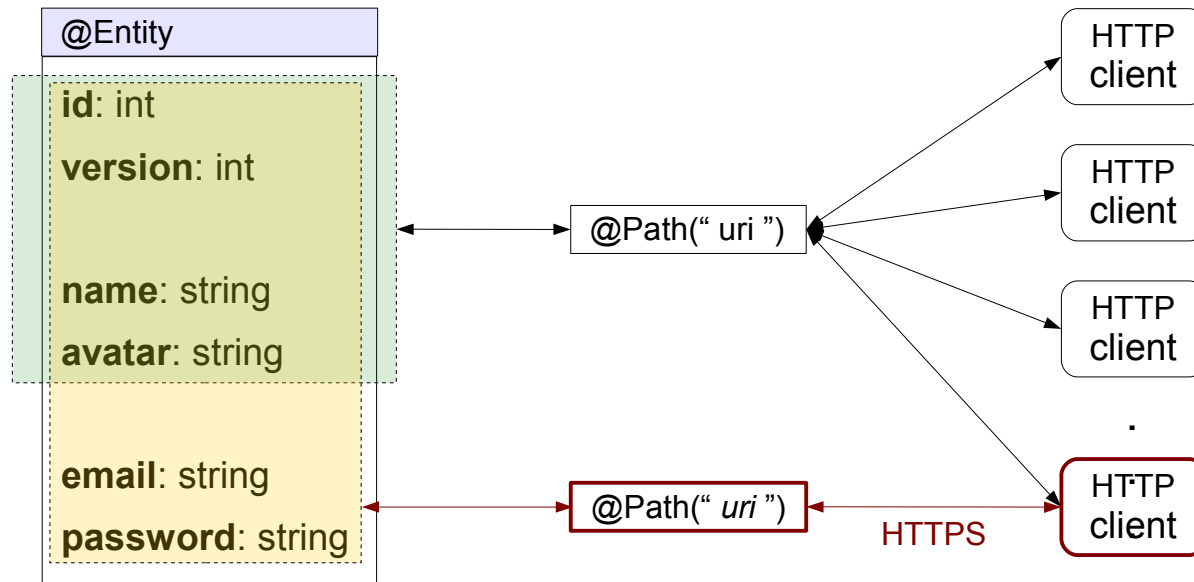 @Entity
id: int
version: int
name: string
avatar: string
email: string
password: string
@Path(“ uri ”)
@Path(“ uri ”)
HTTPS
HTTP
client
HTTP
client
HTTP
client
.
HTTP
client